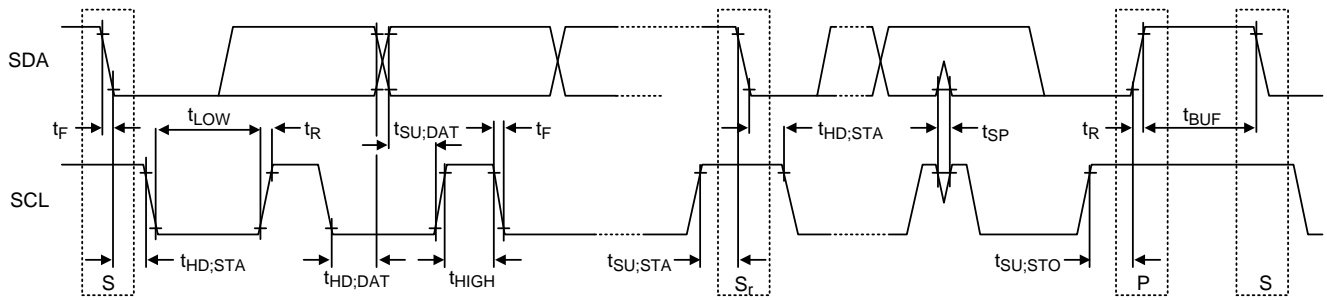 SDA
t_F
t_LOW
t_R
t_SU;DAT
t_F
t_HD;STA
t_SP
t_R
t_BUF
SCL
t_HD;STA
t_HD;DAT
t_HIGH
t_SU;STA
t_SU;STO
S
S_r
P
S